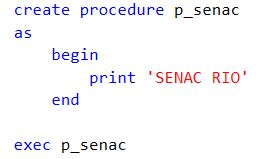 create procedure p_senac
as
begin
print 'SENAC RIO'
end
exec p_senac